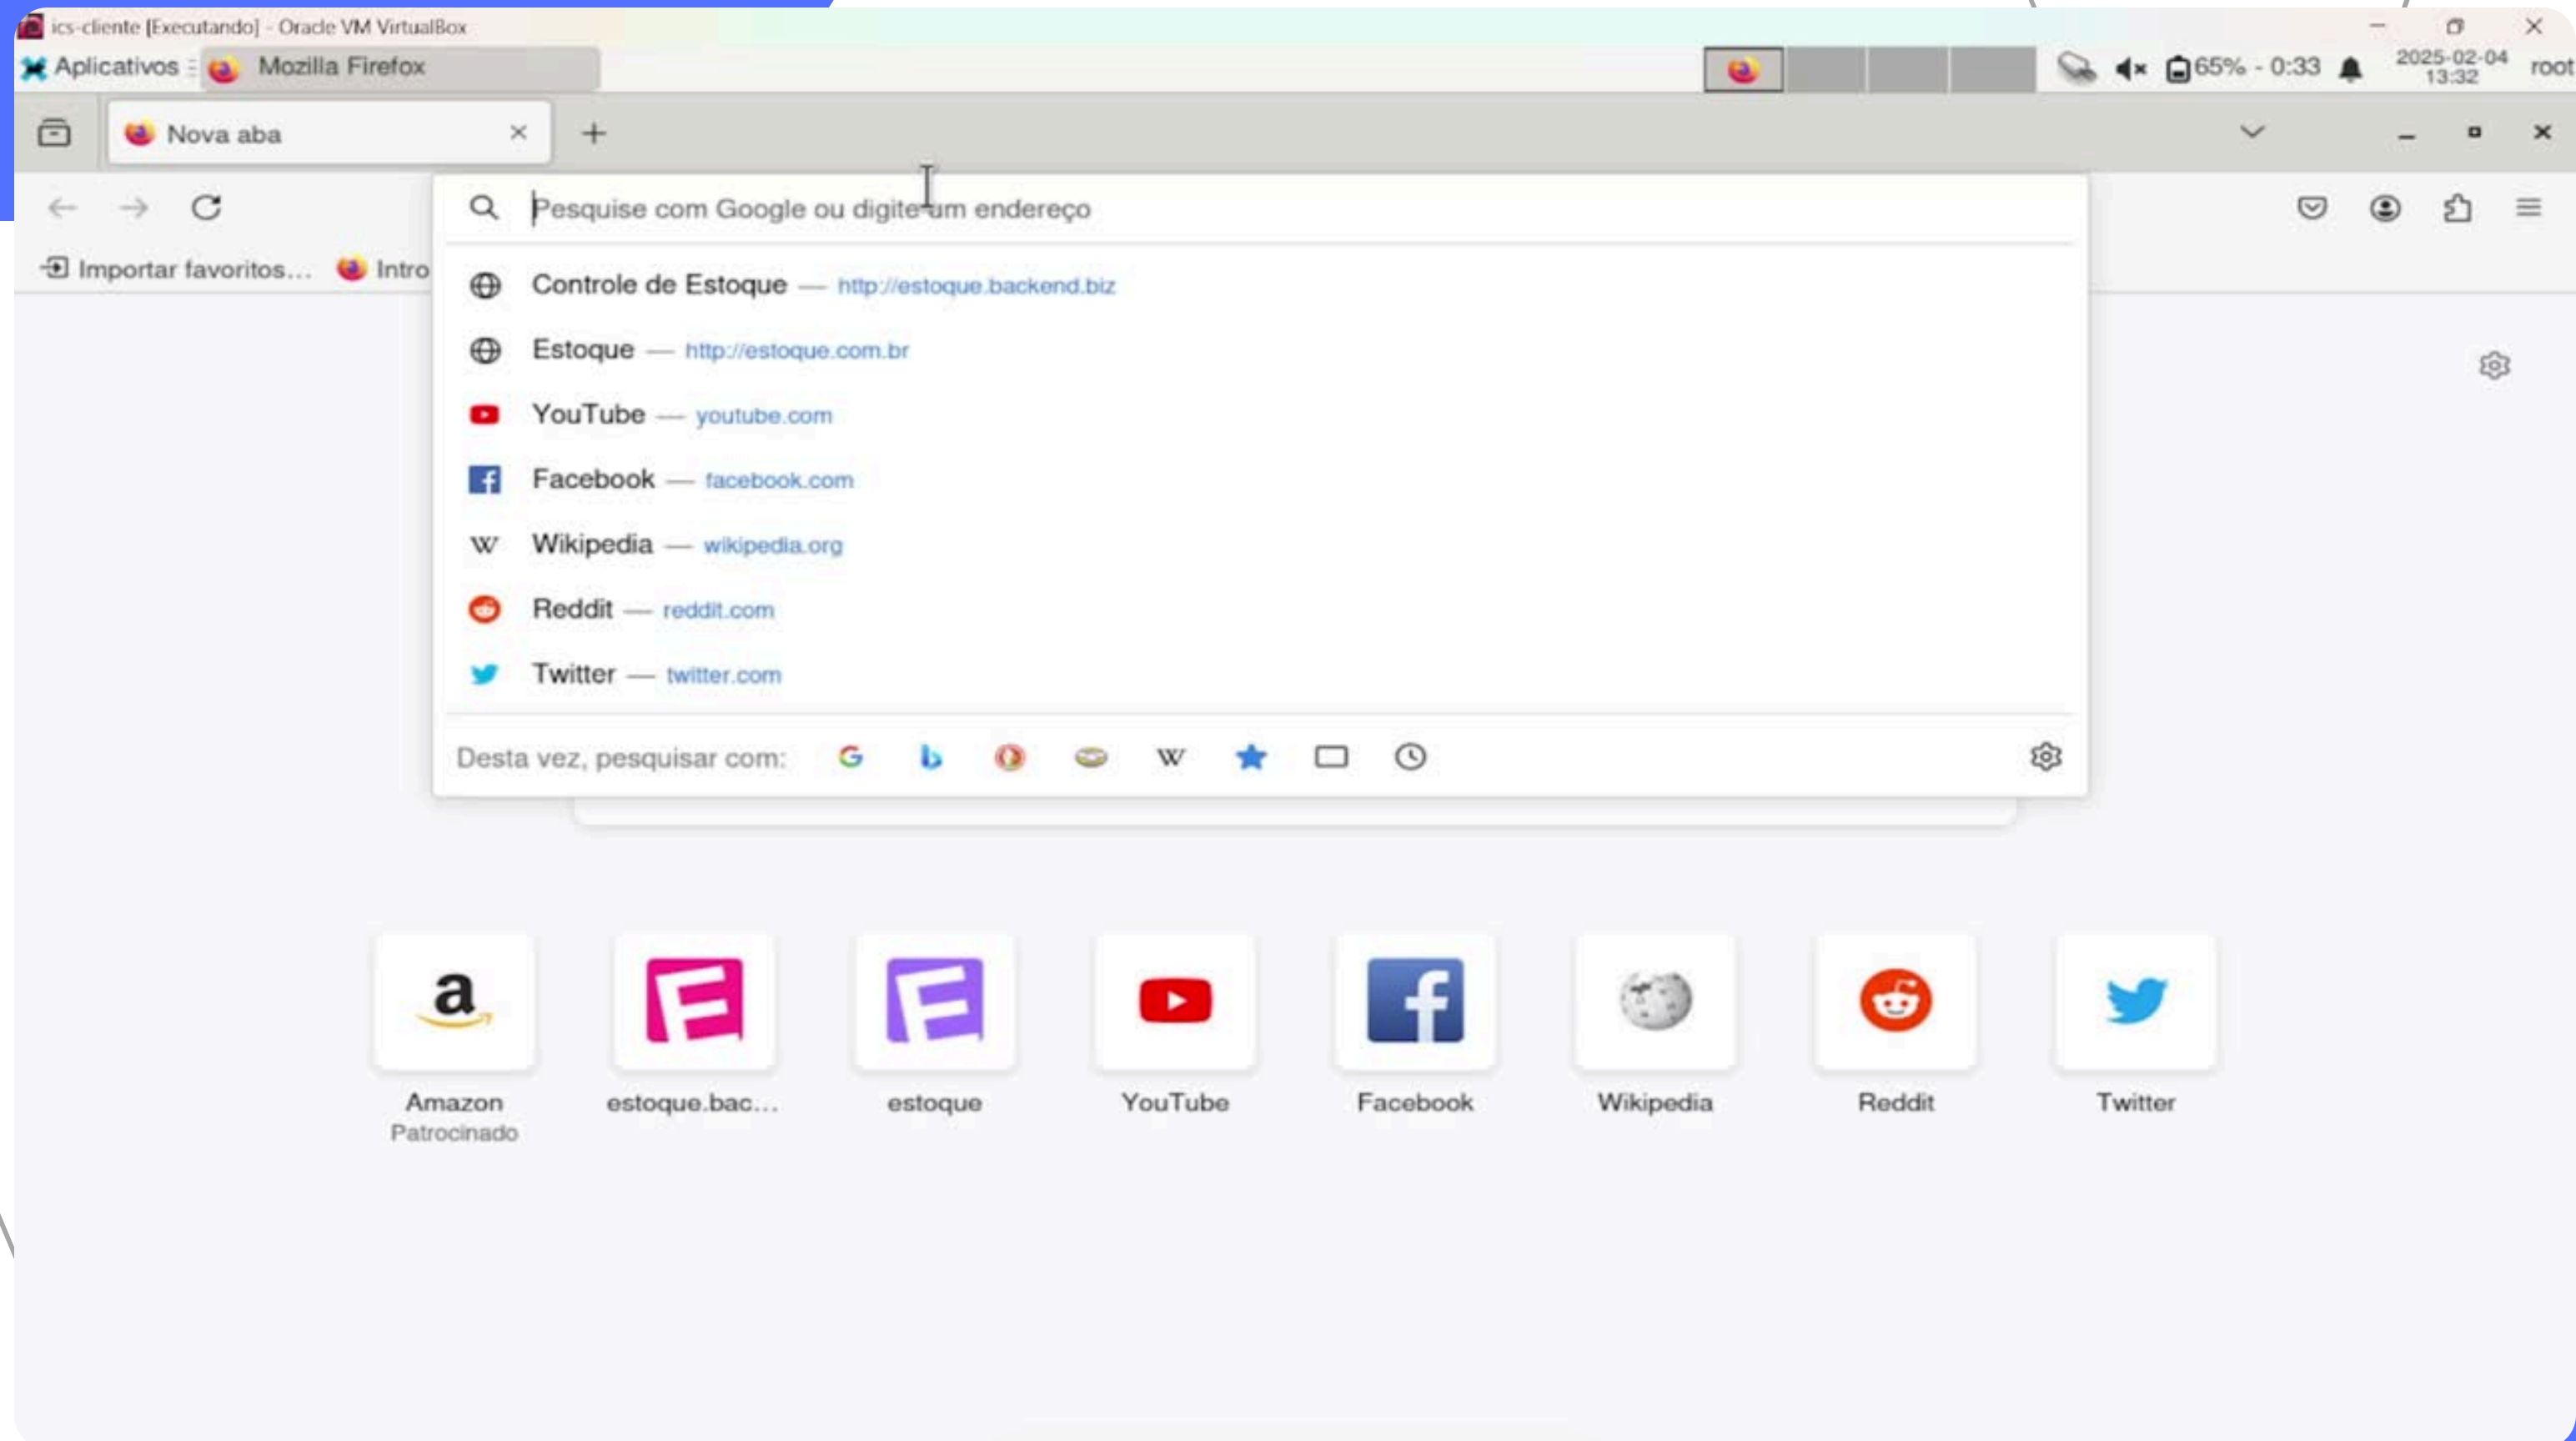 ics-cliente [Executando] - Oracle VM VirtualBox
Aplicativos Mozilla Firefox 65% - 0:33 2025-02-04 13:32 root
Nova aba
Pesquise com Google ou digite um endereço
Importar favoritos... Intro
Controle de Estoque — http://estoque.backend.biz
Estoque — http://estoque.com.br
YouTube — youtube.com
Facebook — facebook.com
W Wikipedia — wikipedia.org
Reddit — reddit.com
Twitter — twitter.com
Desta vez, pesquisar com:
Amazon estoque.bac... estoque YouTube Facebook Wikipedia Reddit Twitter
Patrocinado